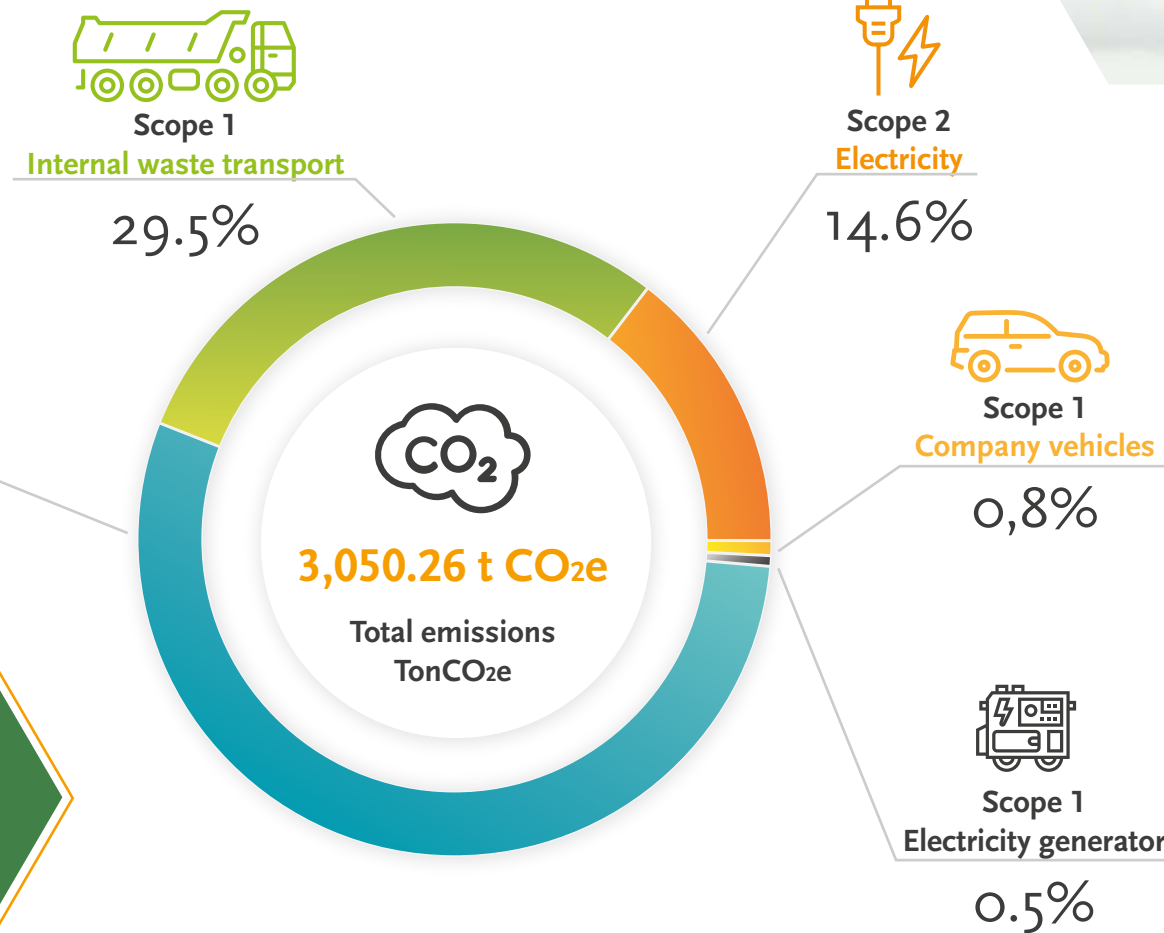 Scope 1
Internal waste transport
29.5%
Scope 2
Electricity
14.6%
Scope 1
Company vehicles
0,8%
CO2
3,050.26 t CO2e
Total emissions
TonCO2e
Scope 1
Electricity generator
0.5%